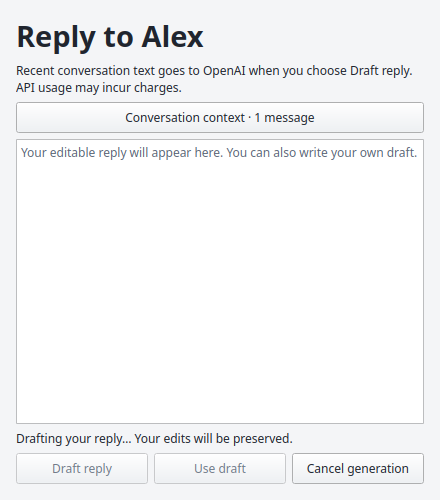 Reply to Alex
Recent conversation text goes to OpenAI when you choose Draft reply.
API usage may incur charges.
Conversation context · 1 message
Your editable reply will appear here. You can also write your own draft.
Drafting your reply... Your edits will be preserved.
Draft reply
Use draft
Cancel generation